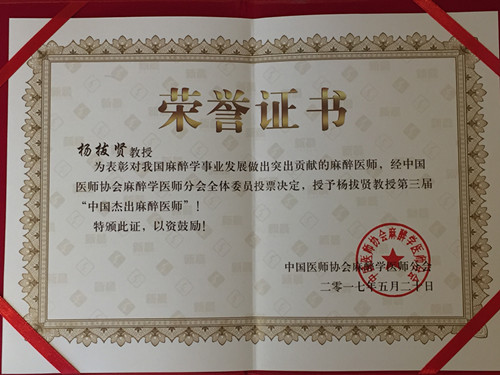 荣誉证书
杨拔贤教授
为表彰对我国麻醉学事业发展做出突出贡献的麻醉医师，经中国
医师协会麻醉学医师分会全体委员投票决定，授予杨拔贤教授第三届
“中国杰出麻醉医师”！
特颁此证，以资鼓励！
中国医师协会麻醉学医师分会
二零一七年五月二十日